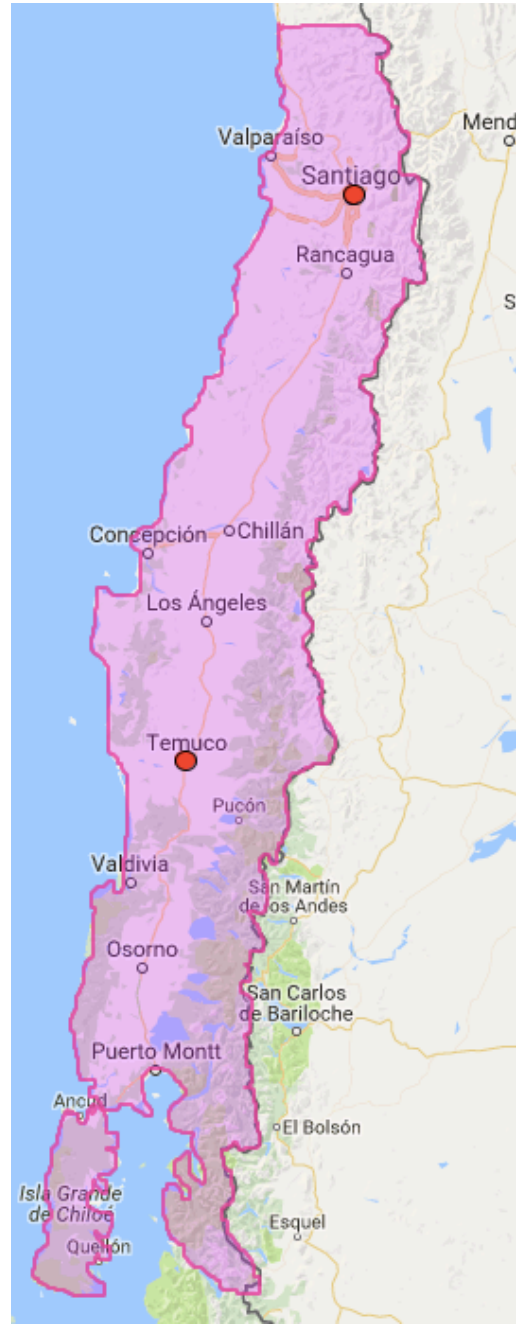 Valparaíso
Mend
Santiago
Rancagua
S
Concepción
Chillán
Los Ángeles
Temuco
Pucón
Valdivia
San Martín
de los Andes
Osorno
San Carlos
de Bariloche
Puerto Montt
Ancud
El Bolsón
Isla Grande
de Chiloé
Esquel
Quellón